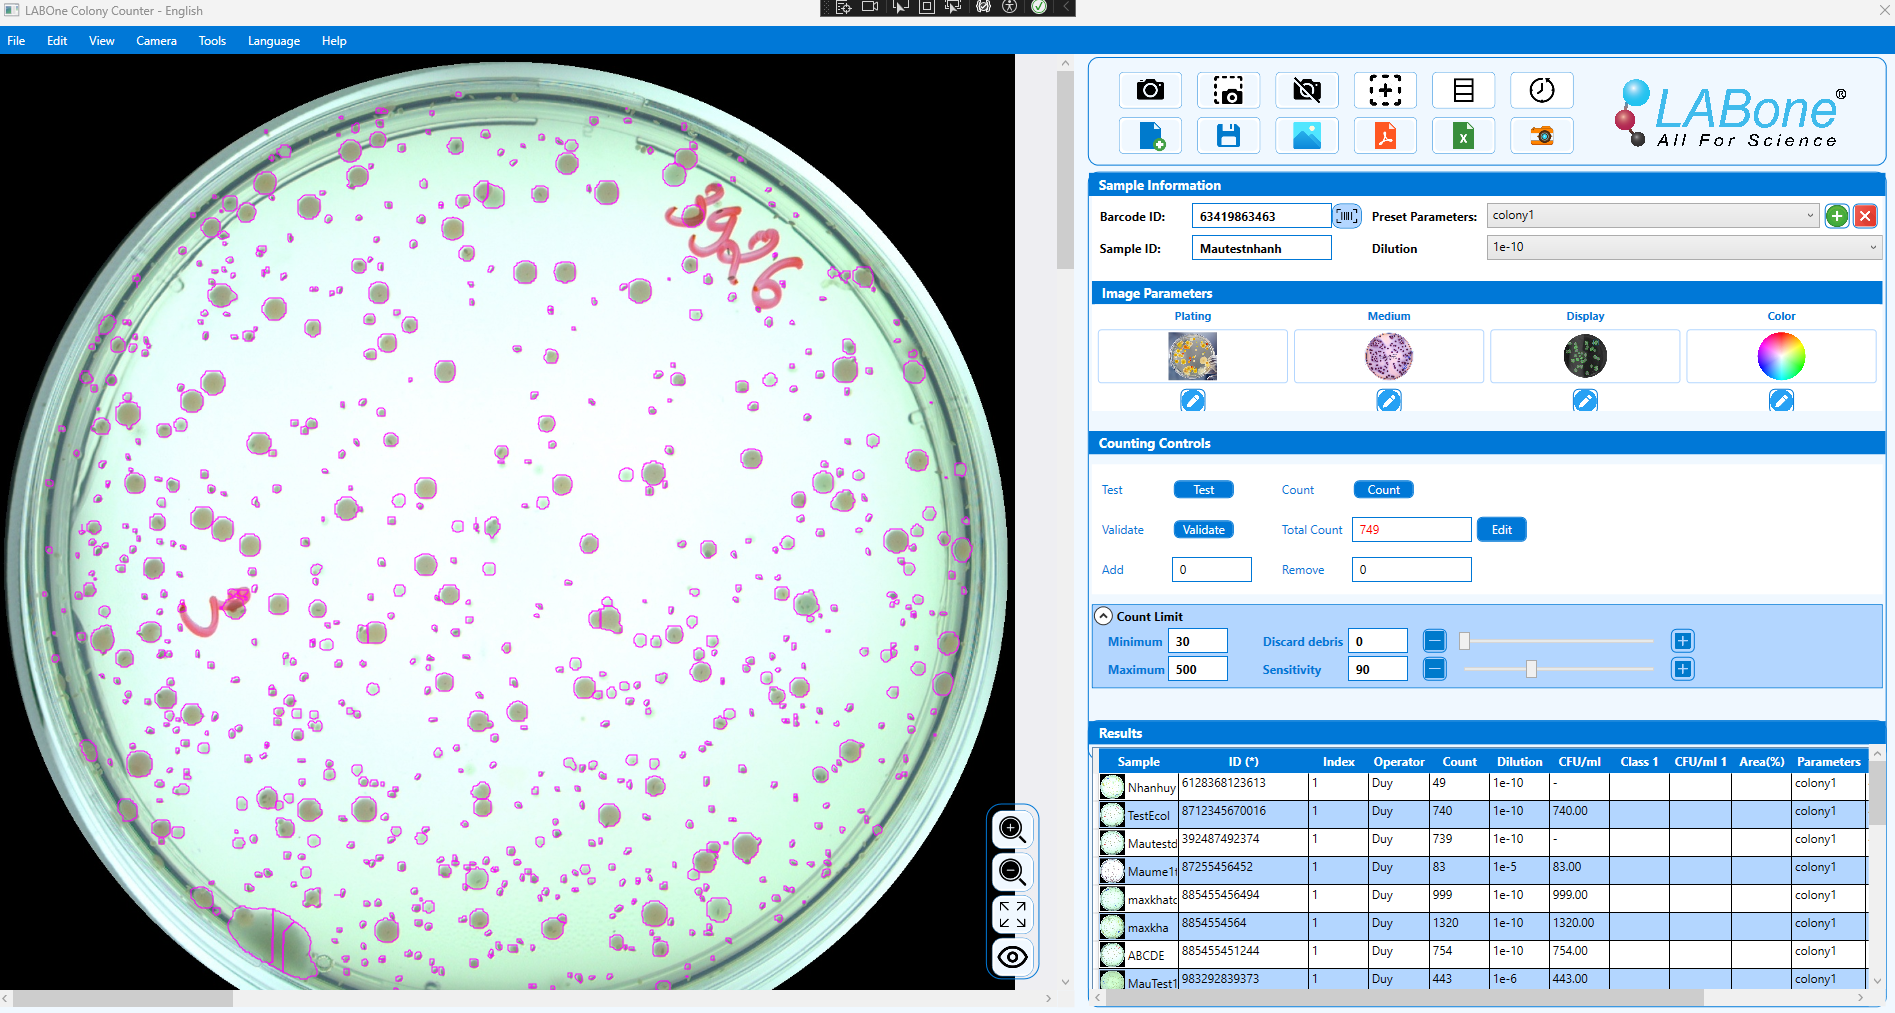 LABOne Colony Counter - English
File Edit View Camera Tools Language Help
LABone®
All For Science
Sample Information
Barcode ID: 63419863463 Preset Parameters: colony1
Sample ID: Mautestnhanh Dilution 1e-10
Image Parameters
Plating Medium Display Color
Counting Controls
Test Test Count Count
Validate Validate Total Count 749 Edit
Add 0 Remove 0
Count Limit
Minimum 30 Discard debris 0
Maximum 500 Sensitivity 90
Results
Sample ID (*) Index Operator Count Dilution CFU/ml Class 1 CFU/ml 1 Area(%) Parameters
Nhanhuy 6128368123613 1 Duy 49 1e-10 - colony1
TestEcol 8712345670016 1 Duy 740 1e-10 740.00 colony1
Mautestd 392487492374 1 Duy 739 1e-10 - colony1
Maume1t 87255456452 1 Duy 83 1e-5 83.00 colony1
maxkhatc 885455456494 1 Duy 999 1e-10 999.00 colony1
maxkha 8854554564 1 Duy 1320 1e-10 1320.00 colony1
ABCDE 885455451244 1 Duy 754 1e-10 754.00 colony1
MauTest1 983292839373 1 Duy 443 1e-6 443.00 colony1